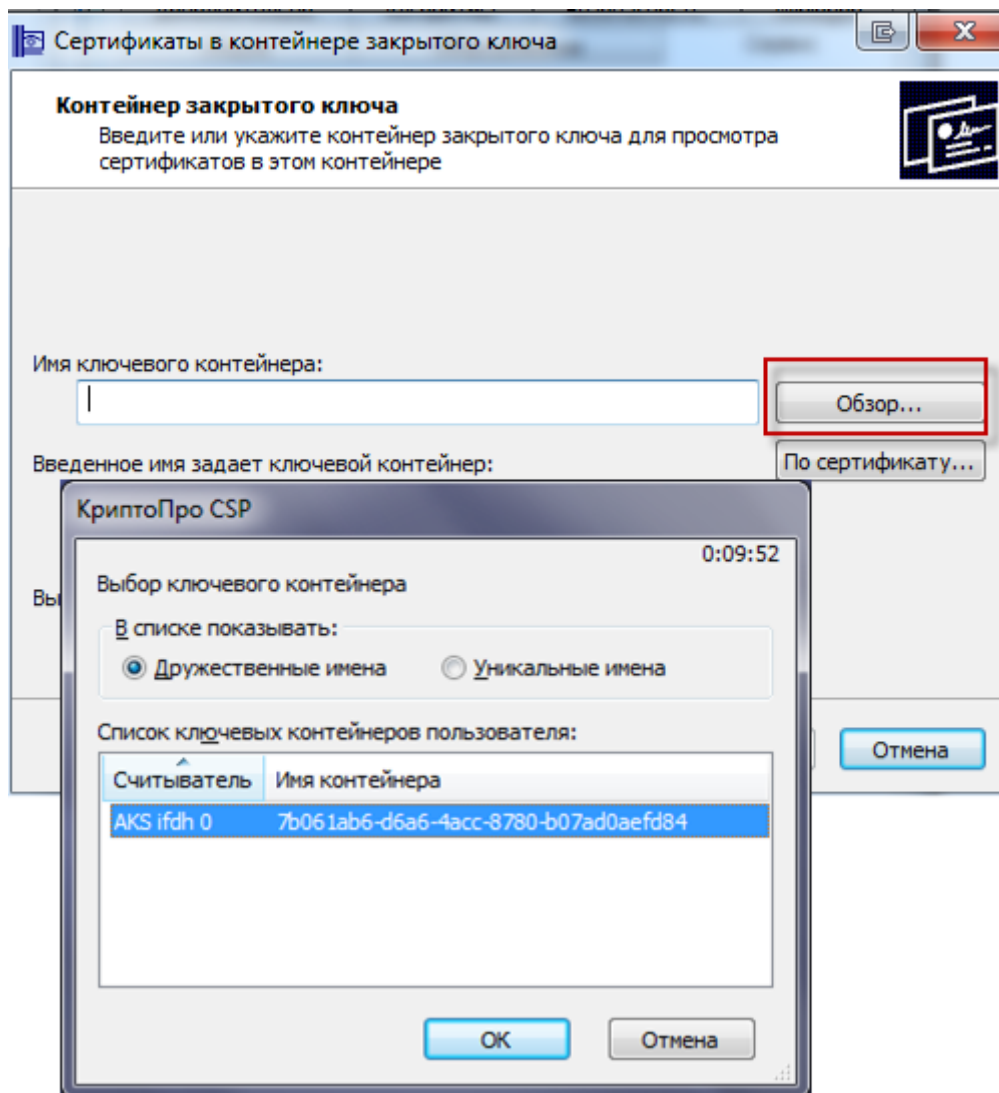 Сертификаты в контейнере закрытого ключа
Контейнер закрытого ключа
Введите или укажите контейнер закрытого ключа для просмотра
сертификатов в этом контейнере
Имя ключевого контейнера:
Обзор...
Введенное имя задает ключевой контейнер:
По сертификату...
КриптоПро CSP
0:09:52
Выбор ключевого контейнера
Вы
В списке показывать:
Дружественные имена
Уникальные имена
Список ключевых контейнеров пользователя:
Отмена
Считыватель Имя контейнера
AKS ifdh 0 7b061ab6-d6a6-4acc-8780-b07ad0aefd84
ОК Отмена